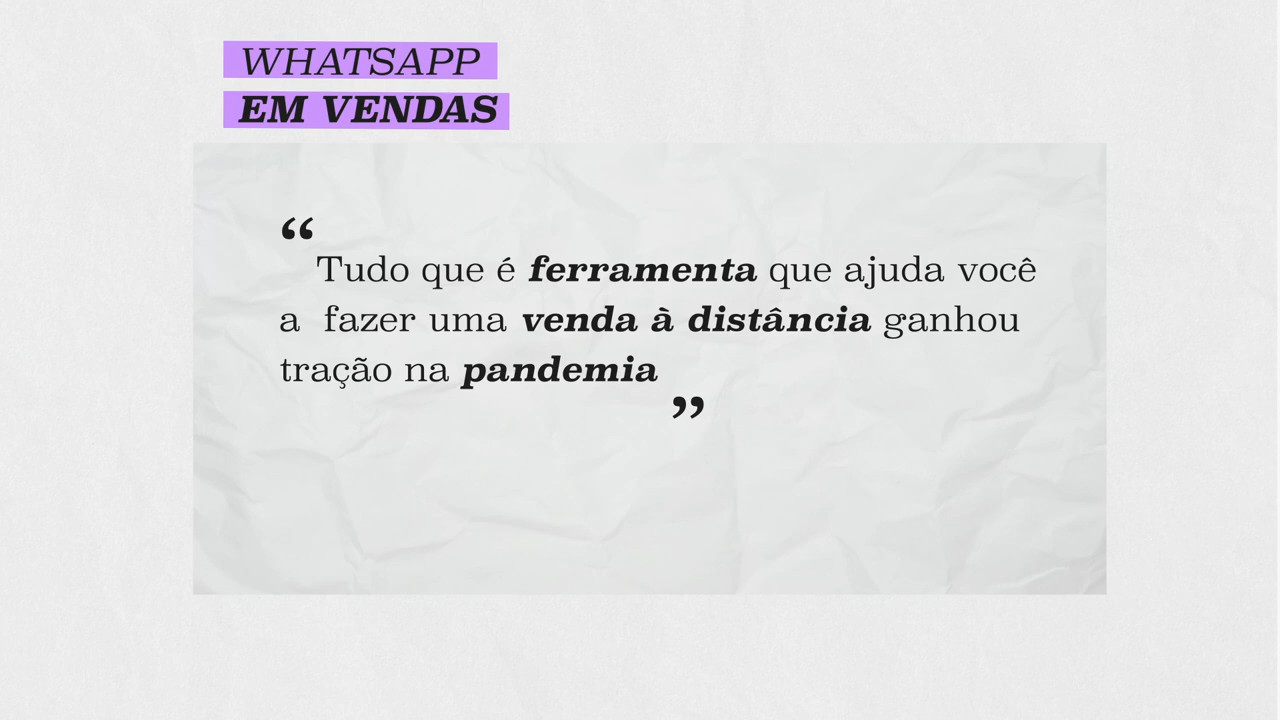 WHATSAPP
EM VENDAS
“
Tudo que é ferramenta que ajuda você
a fazer uma venda à distância ganhou
tração na pandemia
”